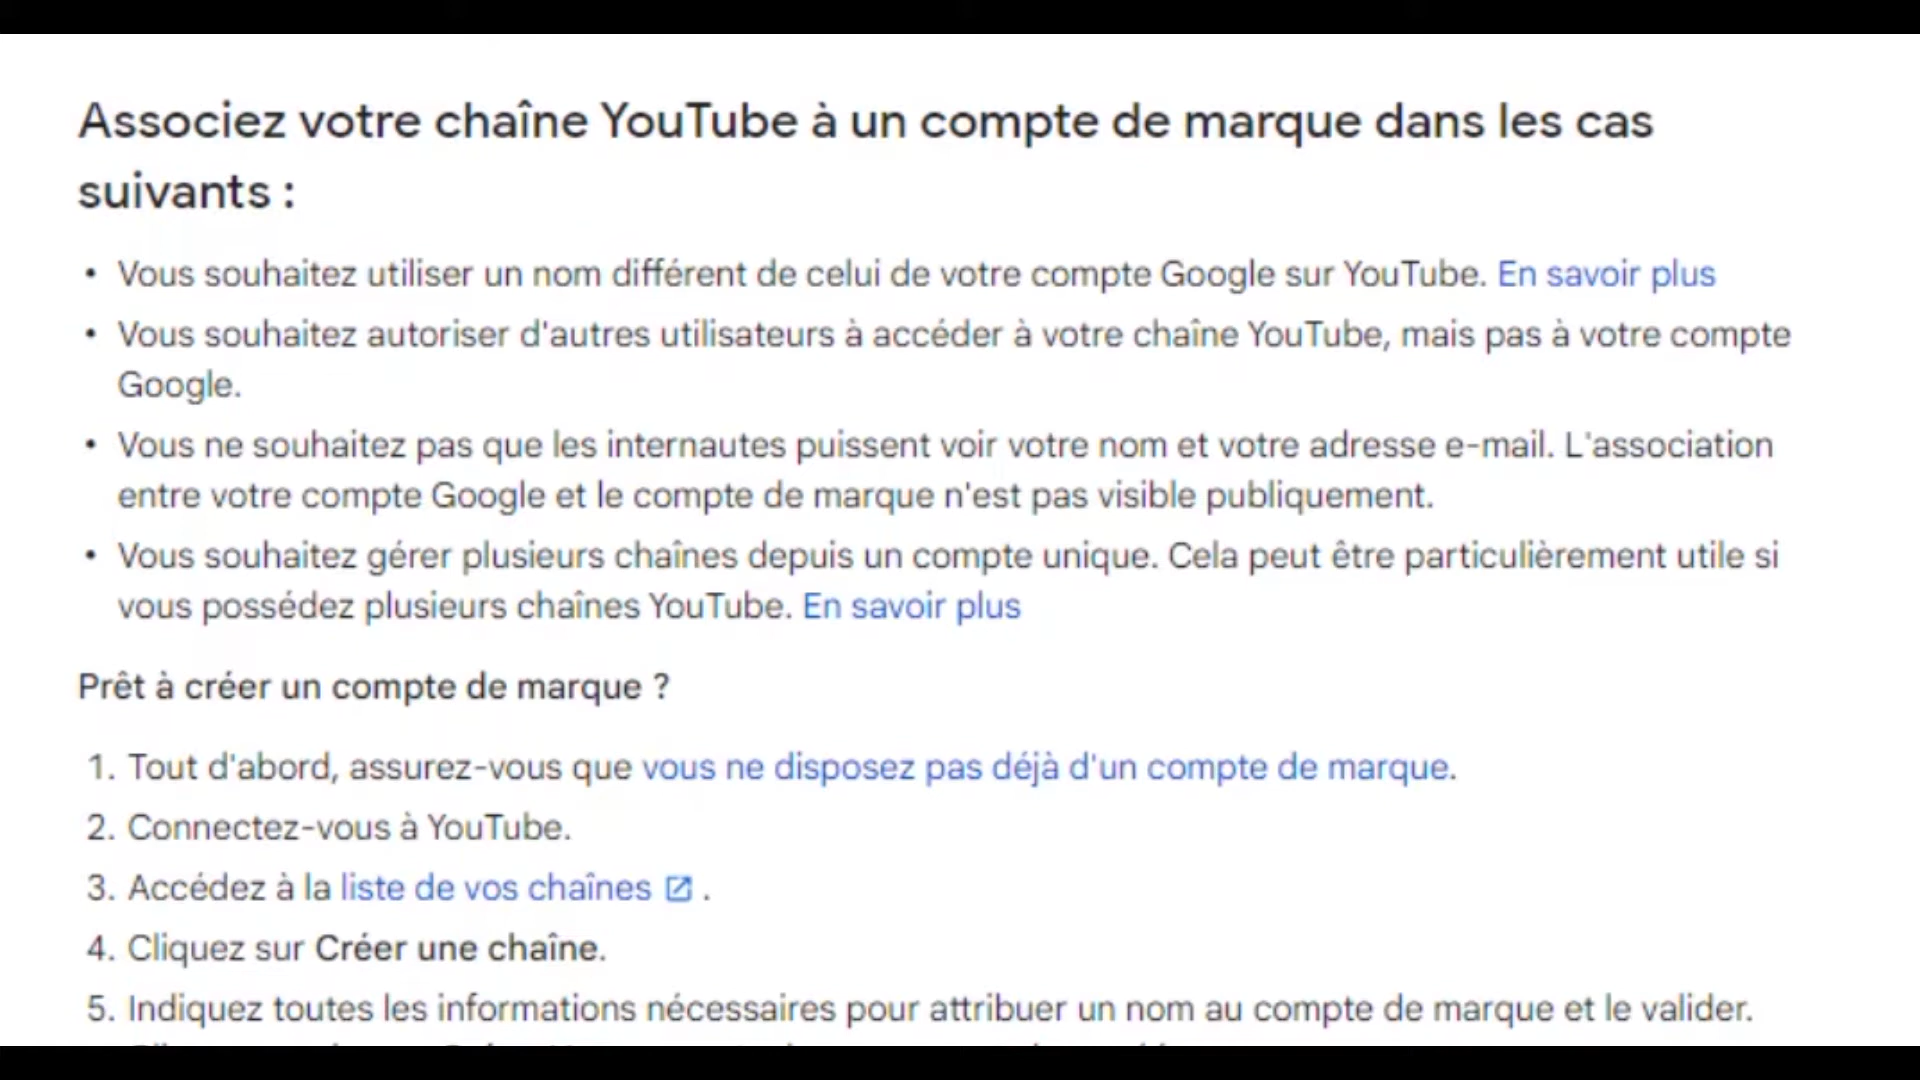 Associez votre chaîne YouTube à un compte de marque dans les cas
suivants :
• Vous souhaitez utiliser un nom différent de celui de votre compte Google sur YouTube. En savoir plus
• Vous souhaitez autoriser d'autres utilisateurs à accéder à votre chaîne YouTube, mais pas à votre compte
Google.
• Vous ne souhaitez pas que les internautes puissent voir votre nom et votre adresse e-mail. L'association
entre votre compte Google et le compte de marque n'est pas visible publiquement.
• Vous souhaitez gérer plusieurs chaînes depuis un compte unique. Cela peut être particulièrement utile si
vous possédez plusieurs chaînes YouTube. En savoir plus
Prêt à créer un compte de marque ?
1. Tout d'abord, assurez-vous que vous ne disposez pas déjà d'un compte de marque.
2. Connectez-vous à YouTube.
3. Accédez à la liste de vos chaînes .
4. Cliquez sur Créer une chaîne.
5. Indiquez toutes les informations nécessaires pour attribuer un nom au compte de marque et le valider.